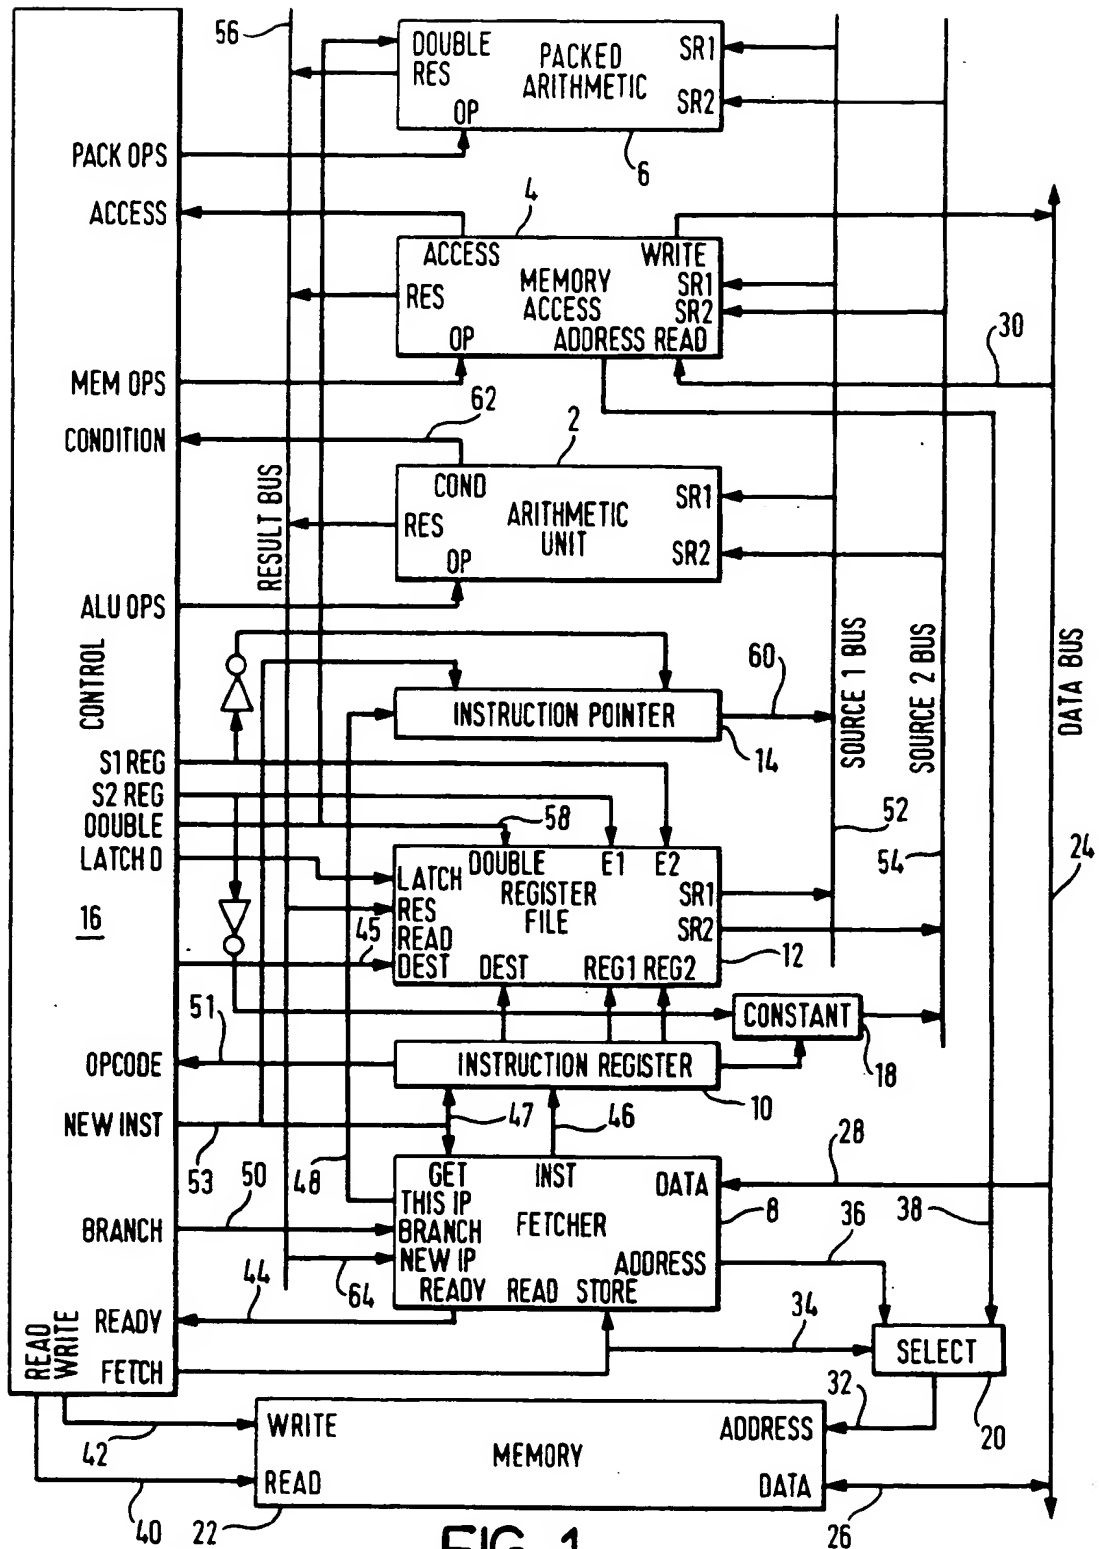 56
DOUBLE
RES
PACKED
ARITHMETIC
SR1
SR2
OP
PACK OPS
6
ACCESS
4
ACCESS
WRITE
RES
MEMORY
ACCESS
SR1
SR2
OP
ADDRESS READ
30
MEM OPS
62
CONDITION
2
COND
RES
ARITHMETIC
UNIT
SR1
SR2
OP
RESULT BUS
ALU OPS
CONTROL
60
SOURCE 1 BUS
SOURCE 2 BUS
DATA BUS
INSTRUCTION POINTER
14
S1 REG
S2 REG
DOUBLE
58
52
LATCH D
54
24
DOUBLE
E1
E2
LATCH
REGISTER
FILE
SR1
RES
READ
SR2
16
45
DEST
DEST
REG1 REG2
12
51
CONSTANT
18
OPCODE
INSTRUCTION REGISTER
10
NEW INST
47
46
53
48
28
50
GET
INST
DATA
THIS IP
BRANCH
BRANCH
FETCHER
8
38
36
NEW IP
ADDRESS
44
64
READY
READ
STORE
34
READY
READ
WRITE
FETCH
SELECT
32
20
WRITE
ADDRESS
42
MEMORY
READ
DATA
40
22
26
FIG. 1